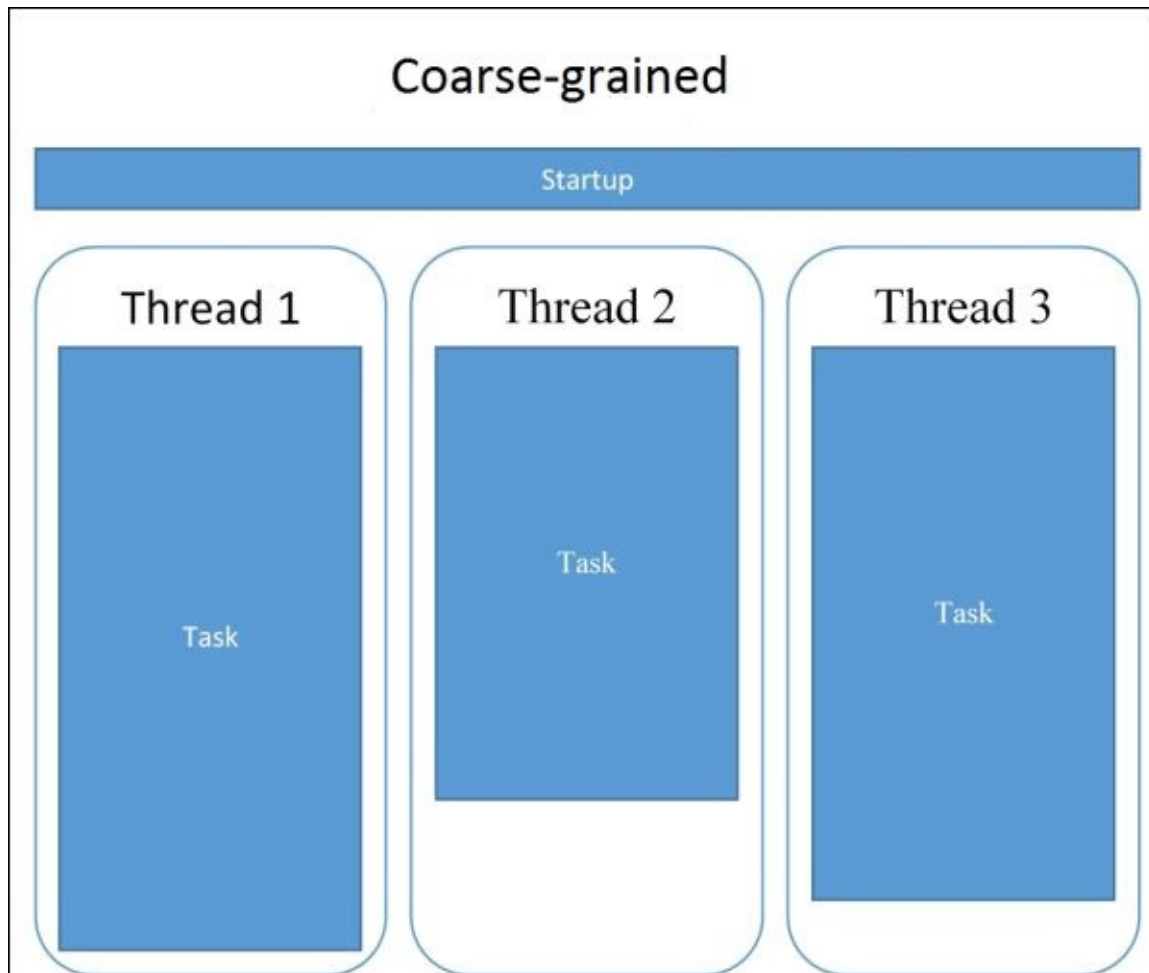 Coarse-grained
Startup
Thread 1
Thread 2
Thread 3
Task
Task
Task